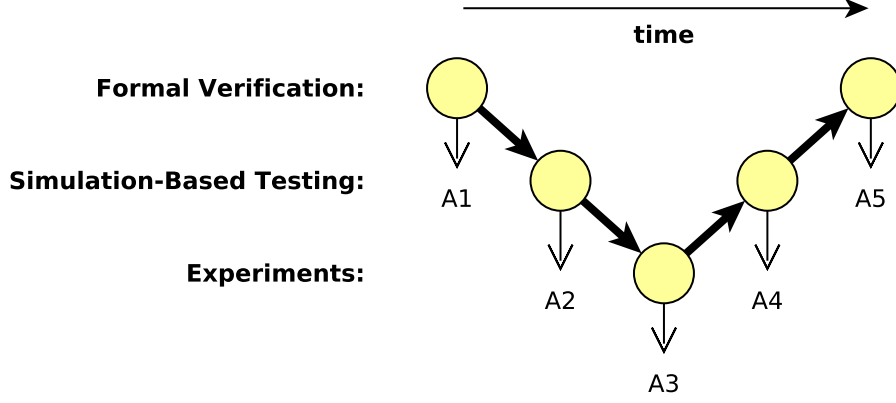 time
Formal Verification:
Simulation-Based Testing:
A1
A5
Experiments:
A2
A4
A3